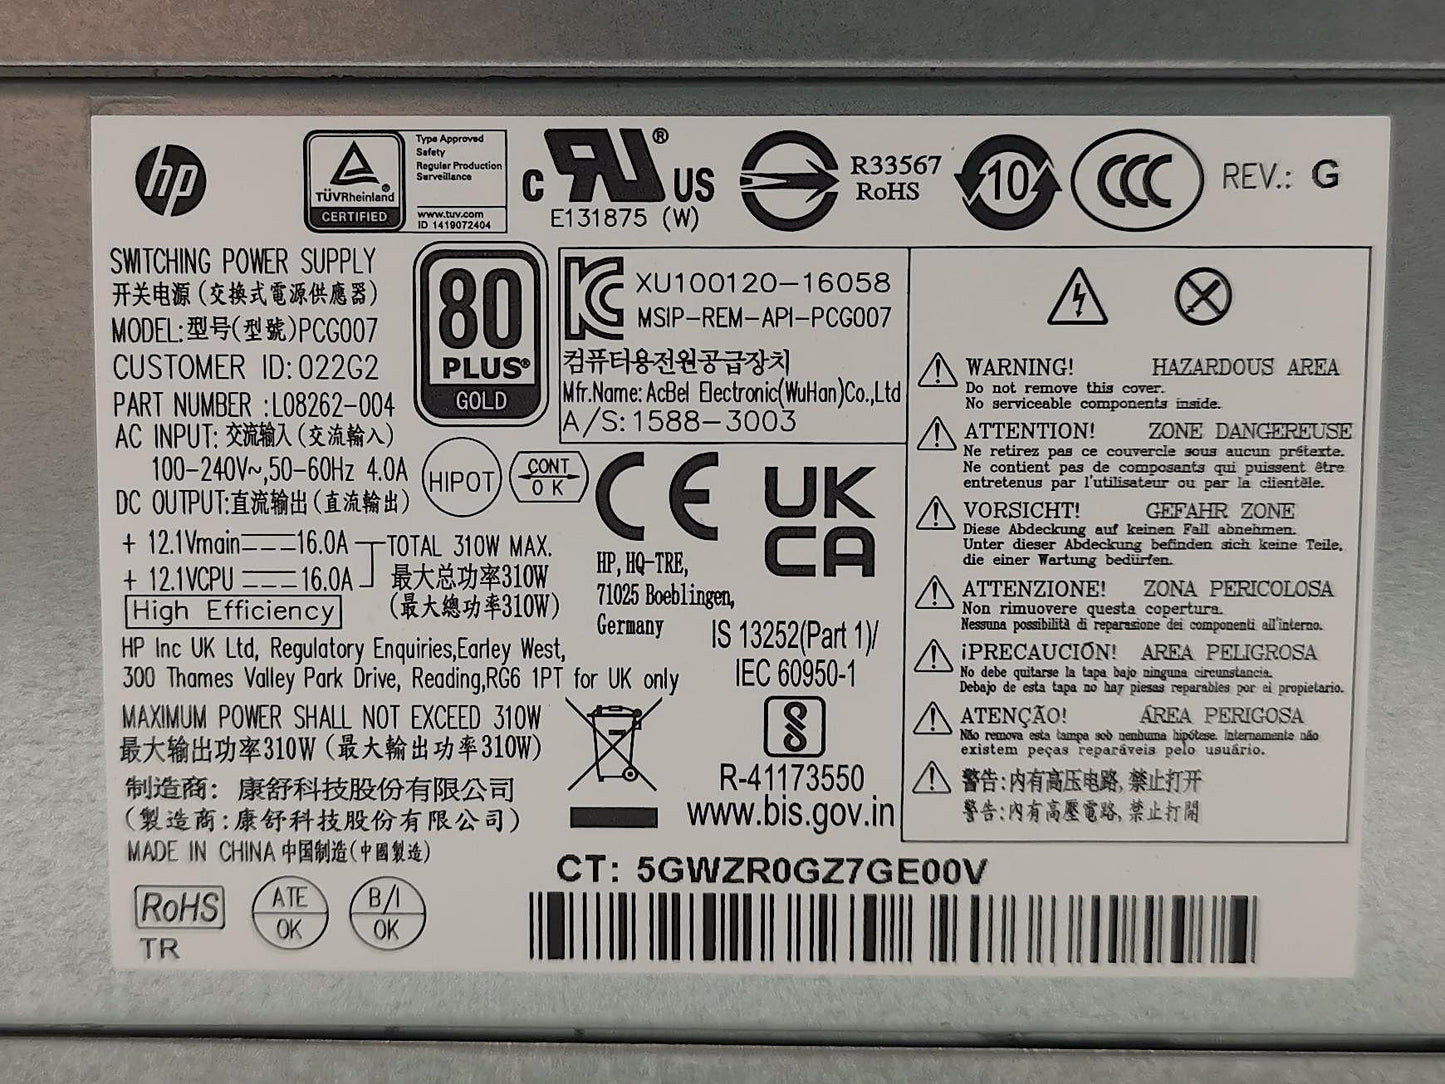 hp
TÜVRheinland
CERTIFIED
Type Approved
Safety
Regular Production
Surveillance
www.tuv.com
ID 1419072404
C RU ® US
E131875 (W)
R33567
RoHS
10
CCC
REV.: G
SWITCHING POWER SUPPLY
开关电源(交換式電源供應器)
MODEL:型号(型號)PCG007
CUSTOMER ID:022G2
PART NUMBER :L08262-004
AC INPUT: 交流输入(交流輸入)
100-240V~,50-60Hz 4.0A
DC OUTPUT:直流输出(直流輸出)
+ 12.1Vmain⎓16.0A
+ 12.1VCPU⎓16.0A
TOTAL 310W MAX.
最大总功率310W
(最大總功率310W)
High Efficiency
80
PLUS®
GOLD
HIPOT
CONT
O K
KC
XU100120-16058
MSIP-REM-API-PCG007
컴퓨터용전원공급장치
Mfr.Name: AcBel Electronic(WuHan)Co.,Ltd
A/S:1588-3003
CE
UK
CA
HP, HQ-TRE,
71025 Boeblingen,
Germany
IS 13252(Part 1)/
IEC 60950-1
R-41173550
www.bis.gov.in
HP Inc UK Ltd, Regulatory Enquiries,Earley West,
300 Thames Valley Park Drive, Reading,RG6 1PT for UK only
MAXIMUM POWER SHALL NOT EXCEED 310W
最大输出功率310W(最大輸出功率310W)
制造商: 康舒科技股份有限公司
(製造商:康舒科技股份有限公司)
MADE IN CHINA 中国制造(中國製造)
RoHS
TR
ATE
OK
B/I
OK
WARNING! HAZARDOUS AREA
Do not remove this cover.
No serviceable components inside.
ATTENTION! ZONE DANGEREUSE
Ne retirez pas ce couvercle sous aucun prétexte.
Ne contient pas de composants qui puissent être
entretenus par l'utilisateur ou par la clientèle.
VORSICHT! GEFAHR ZONE
Diese Abdeckung auf keinen Fall abnehmen.
Unter dieser Abdeckung befinden sich keine Teile,
die einer Wartung bedürfen.
ATTENZIONE! ZONA PERICOLOSA
Non rimuovere questa copertura.
Nessuna possibilità di reparasione dei componenti all'interno.
¡PRECAUCIÓN! AREA PELIGROSA
No debe quitarse la tapa bajo ninguna circunstancia.
Debajo de esta tapa no hay piesas reparables por el propietario.
ATENÇÃO! ÁREA PERIGOSA
Não remova esta tampa sob nenhuma hipótese. Internamente não
existem peças reparáveis pelo usuário.
警告:内有高压电路,禁止打开
警告:內有高壓電路,禁止打開
CT: 5GWZR0GZ7GE00V